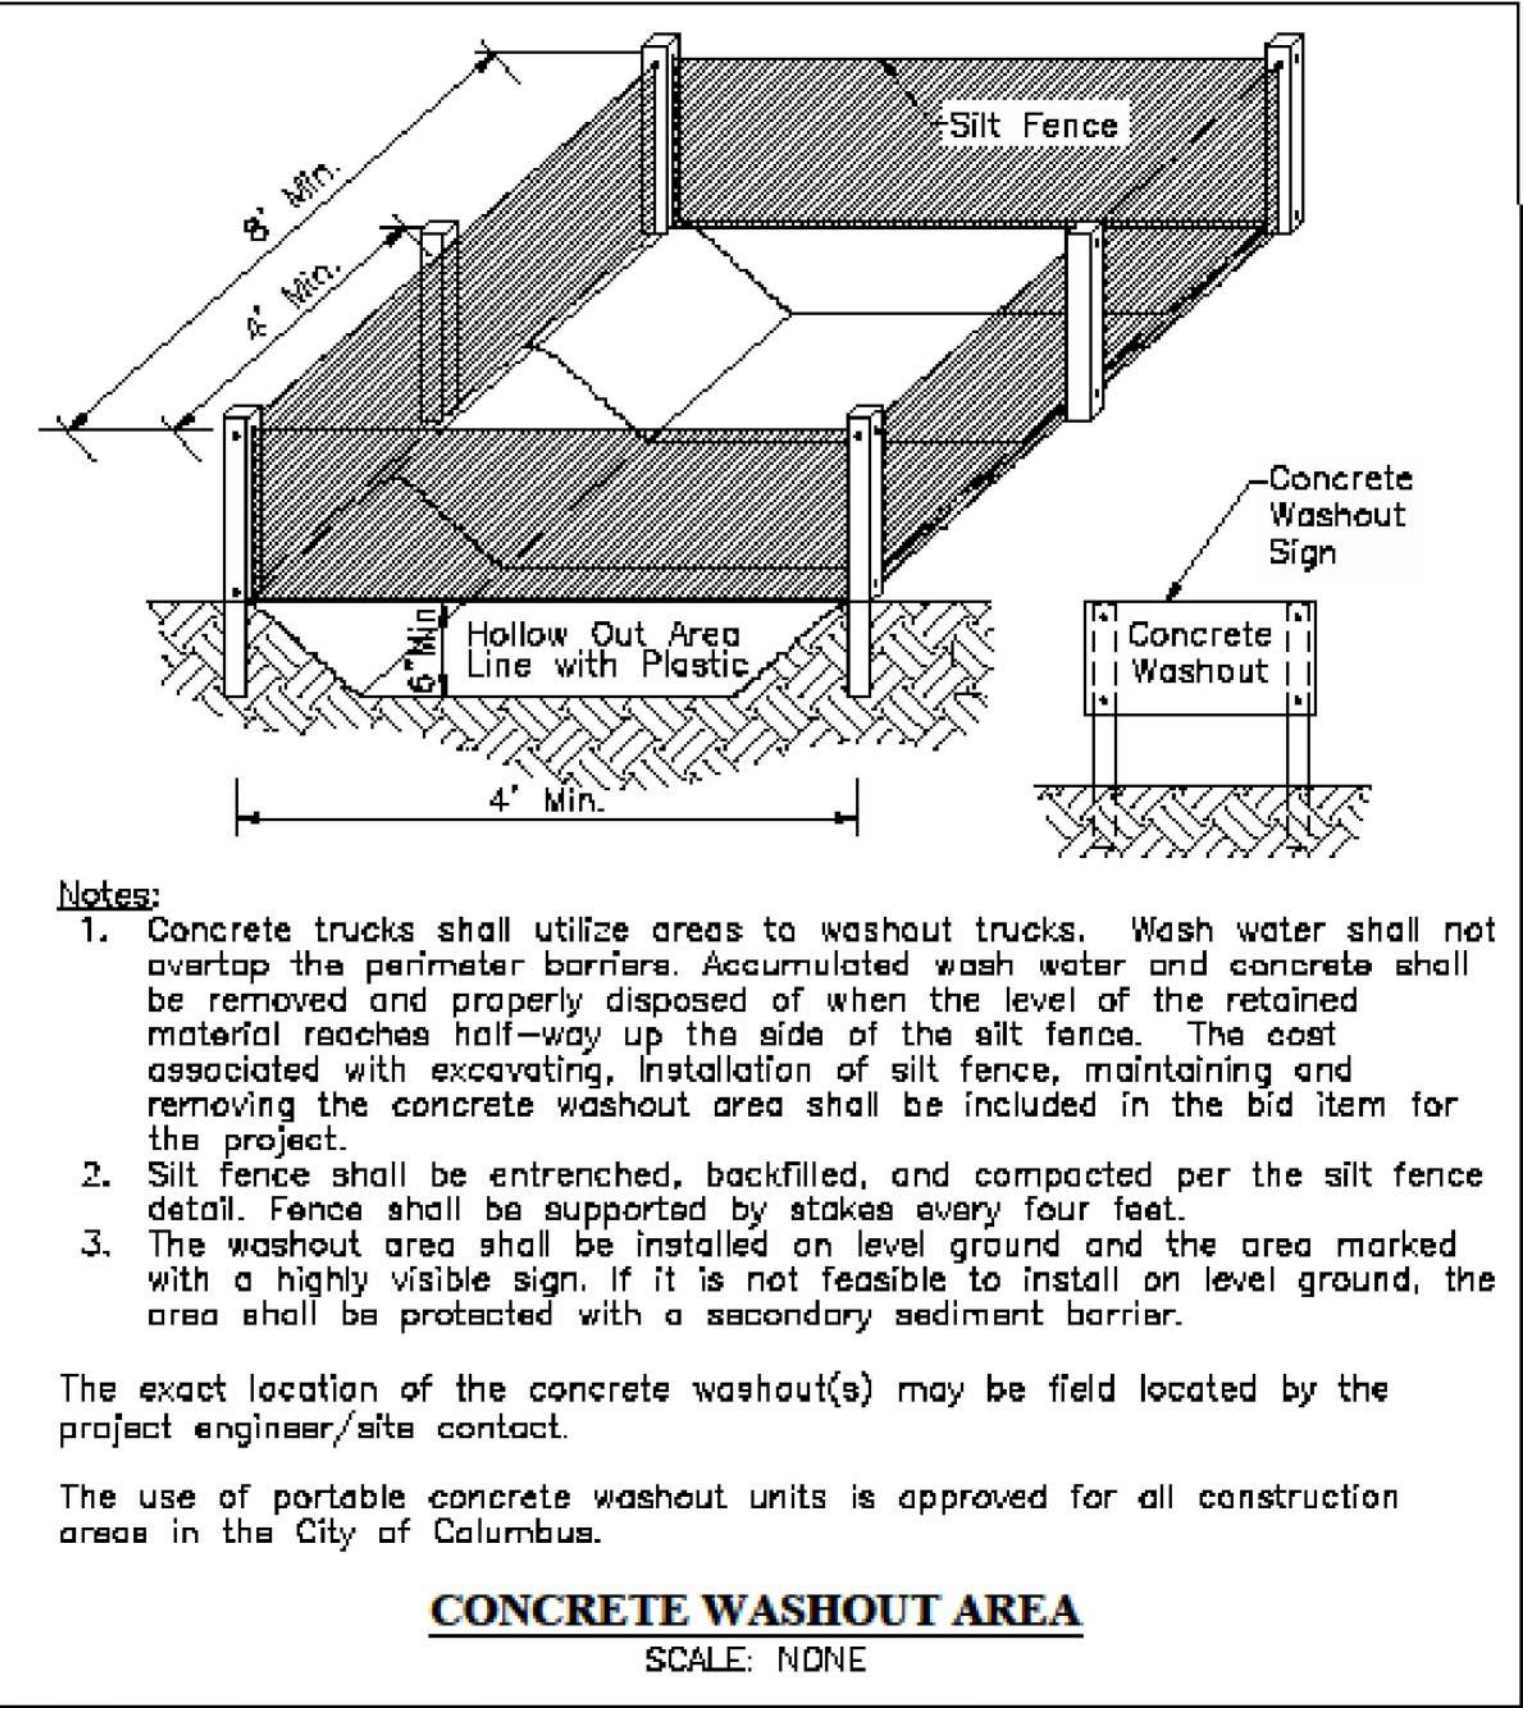 8' Min.
4' Min.
Silt Fence
Concrete
Washout
Sign
6" Min
Hollow Out Area
Line with Plastic
Concrete
Washout
4' Min.
Notes:
1. Concrete trucks shall utilize areas to washout trucks. Wash water shall not
overtop the perimeter barriers. Accumulated wash water and concrete shall
be removed and properly disposed of when the level of the retained
material reaches half-way up the side of the silt fence. The cost
associated with excavating, Installation of silt fence, maintaining and
removing the concrete washout area shall be included in the bid item for
the project.
2. Silt fence shall be entrenched, backfilled, and compacted per the silt fence
detail. Fence shall be supported by stakes every four feet.
3. The washout area shall be installed on level ground and the area marked
with a highly visible sign. If it is not feasible to install on level ground, the
area shall be protected with a secondary sediment barrier.
The exact location of the concrete washout(s) may be field located by the
project engineer/site contact.
The use of portable concrete washout units is approved for all construction
areas in the City of Columbus.
CONCRETE WASHOUT AREA
SCALE: NONE